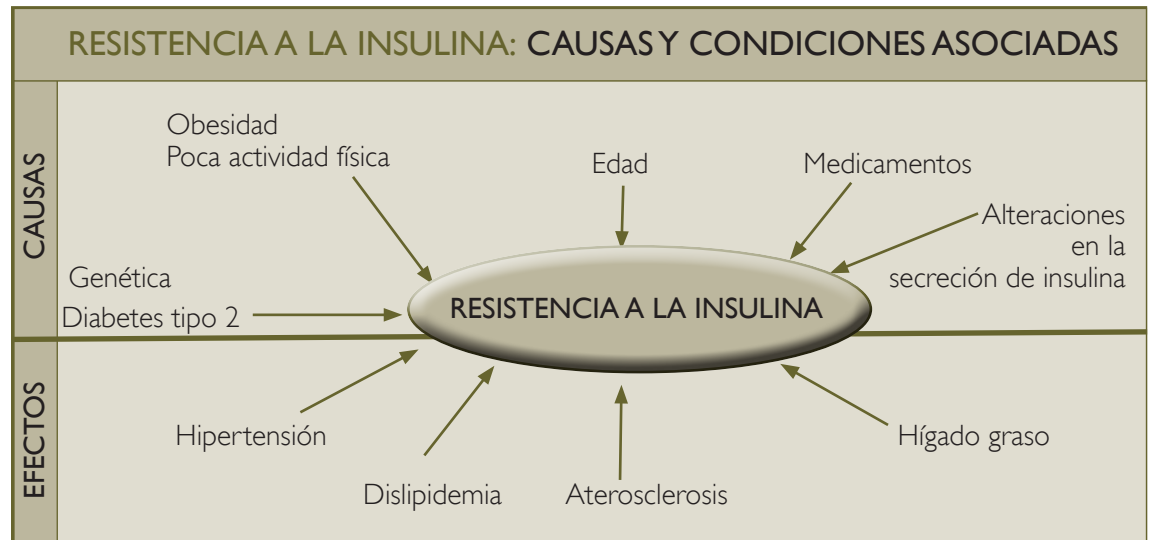 RESISTENCIA A LA INSULINA: CAUSAS Y CONDICIONES ASOCIADAS
CAUSAS
Obesidad
Poca actividad física
Edad
Medicamentos
Alteraciones
en la
secreción de insulina
Genética
Diabetes tipo 2
RESISTENCIA A LA INSULINA
EFECTOS
Hipertensión
Dislipidemia
Aterosclerosis
Hígado graso